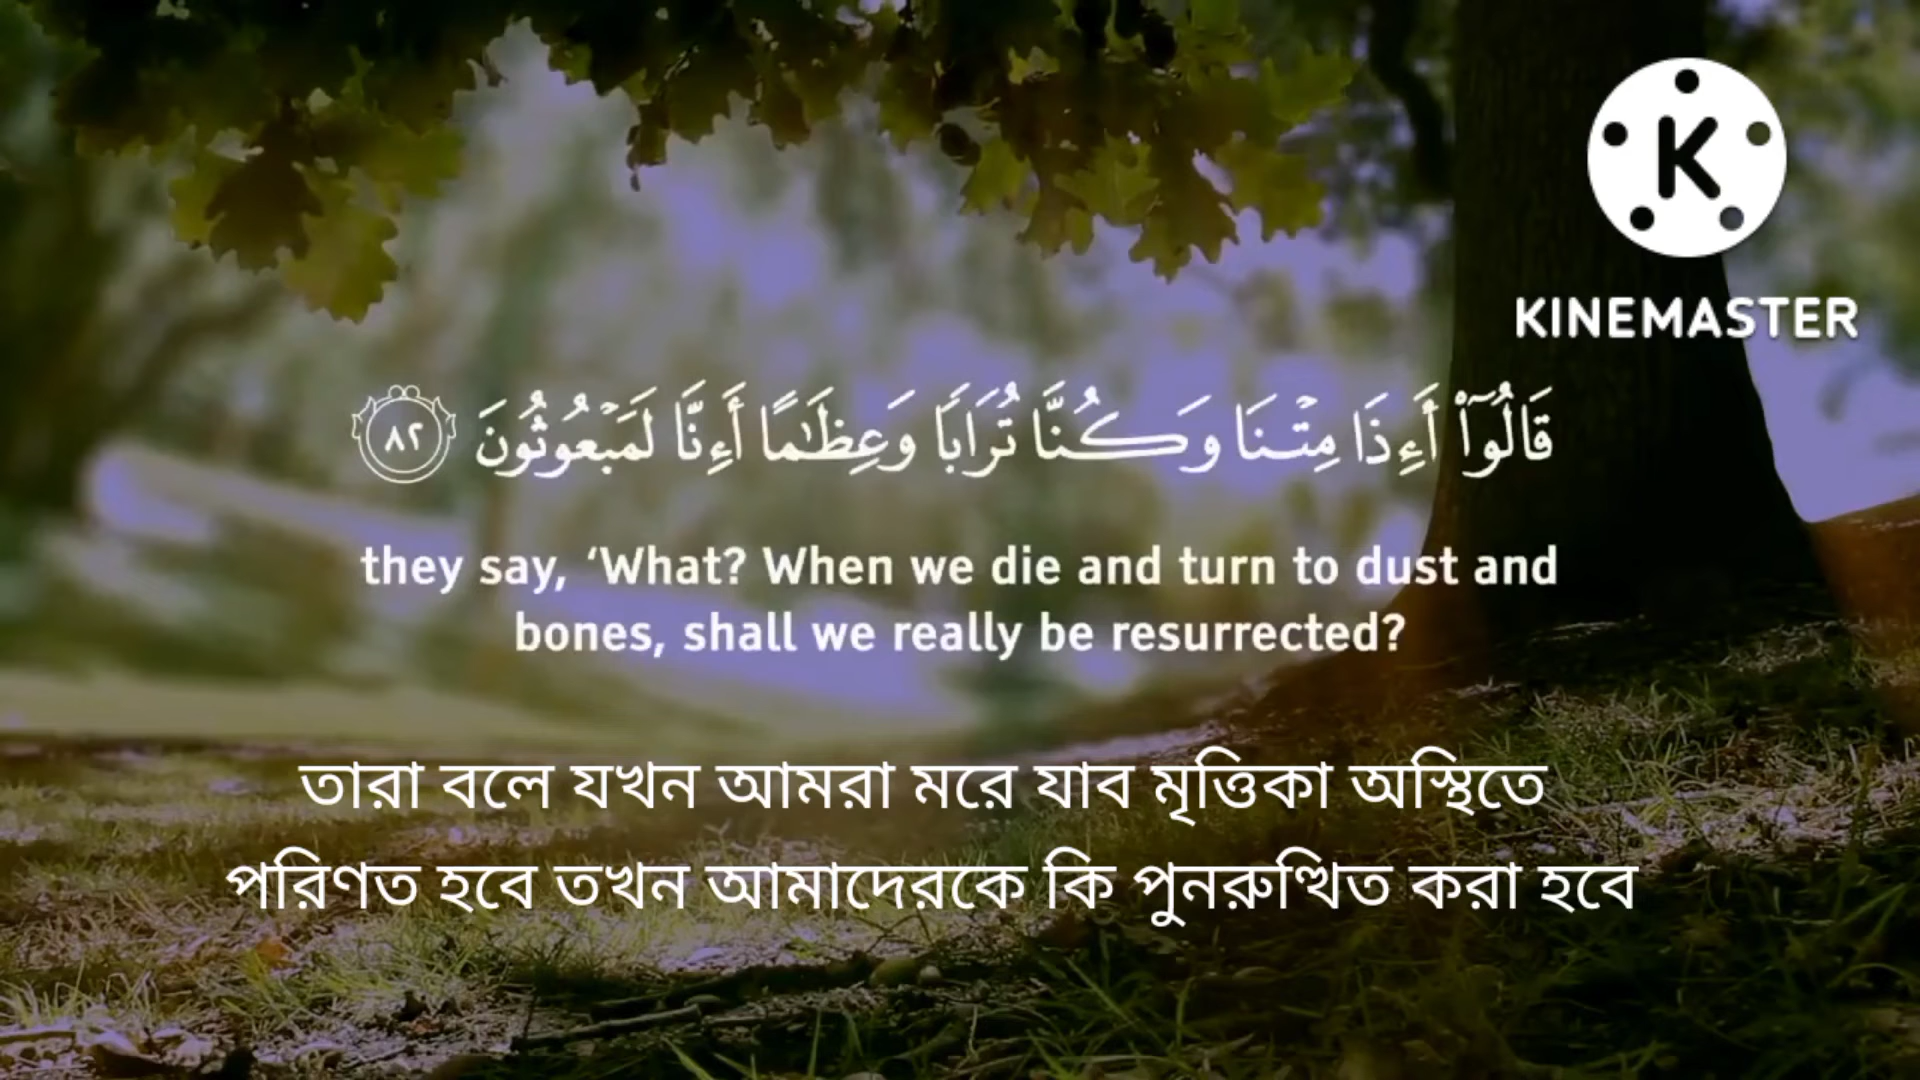 K
KINEMASTER
قَالُوٓاْ أَءِذَا مِتۡنَا وَكُنَّا تُرَابٗا وَعِظَٰمًا أَءِنَّا لَمَبۡعُوثُونَ ٨٢
they say, ‘What? When we die and turn to dust and
bones, shall we really be resurrected?
তারা বলে যখন আমরা মরে যাব মৃত্তিকা অস্থিতে
পরিণত হবে তখন আমাদেরকে কি পুনরুত্থিত করা হবে